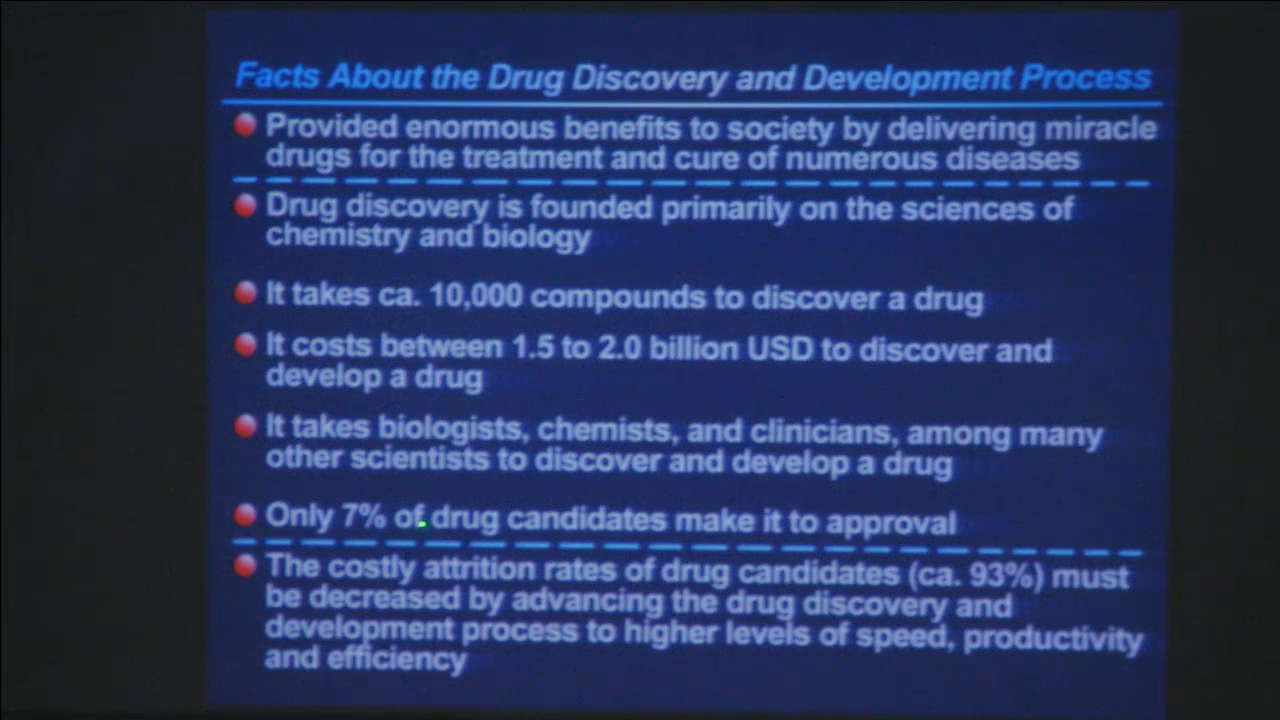 Facts About the Drug Discovery and Development Process
Provided enormous benefits to society by delivering miracle
drugs for the treatment and cure of numerous diseases
Drug discovery is founded primarily on the sciences of
chemistry and biology
It takes ca. 10,000 compounds to discover a drug
It costs between 1.5 to 2.0 billion USD to discover and
develop a drug
It takes biologists, chemists, and clinicians, among many
other scientists to discover and develop a drug
Only 7% of drug candidates make it to approval
The costly attrition rates of drug candidates (ca. 93%) must
be decreased by advancing the drug discovery and
development process to higher levels of speed, productivity
and efficiency